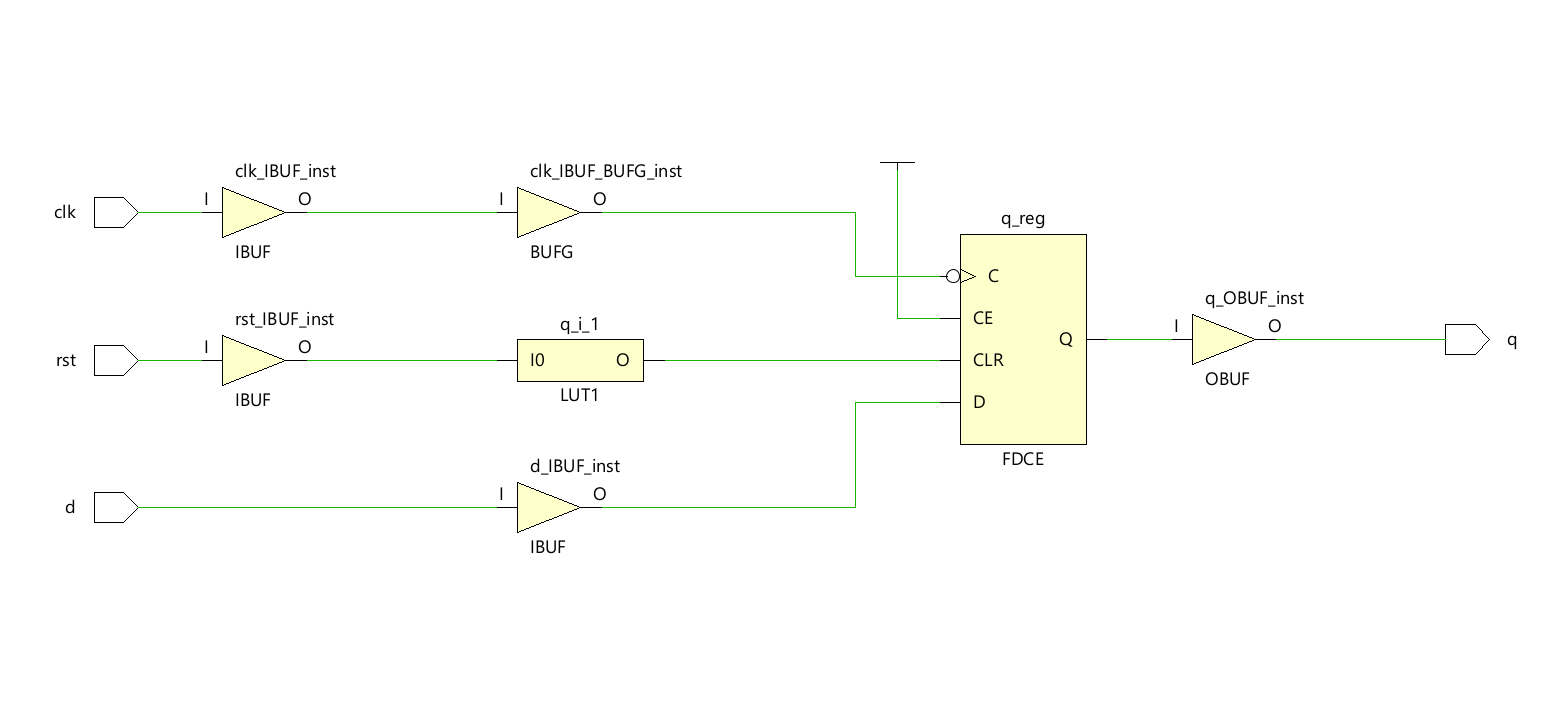 clk_IBUF_inst
clk_IBUF_BUFG_inst
clk
I
O
I
O
IBUF
BUFG
q_reg
C
CE
CLR
D
Q
FDCE
rst_IBUF_inst
rst
I
O
IBUF
q_i_1
I0
O
LUT1
q_OBUF_inst
I
O
OBUF
q
d_IBUF_inst
d
I
O
IBUF